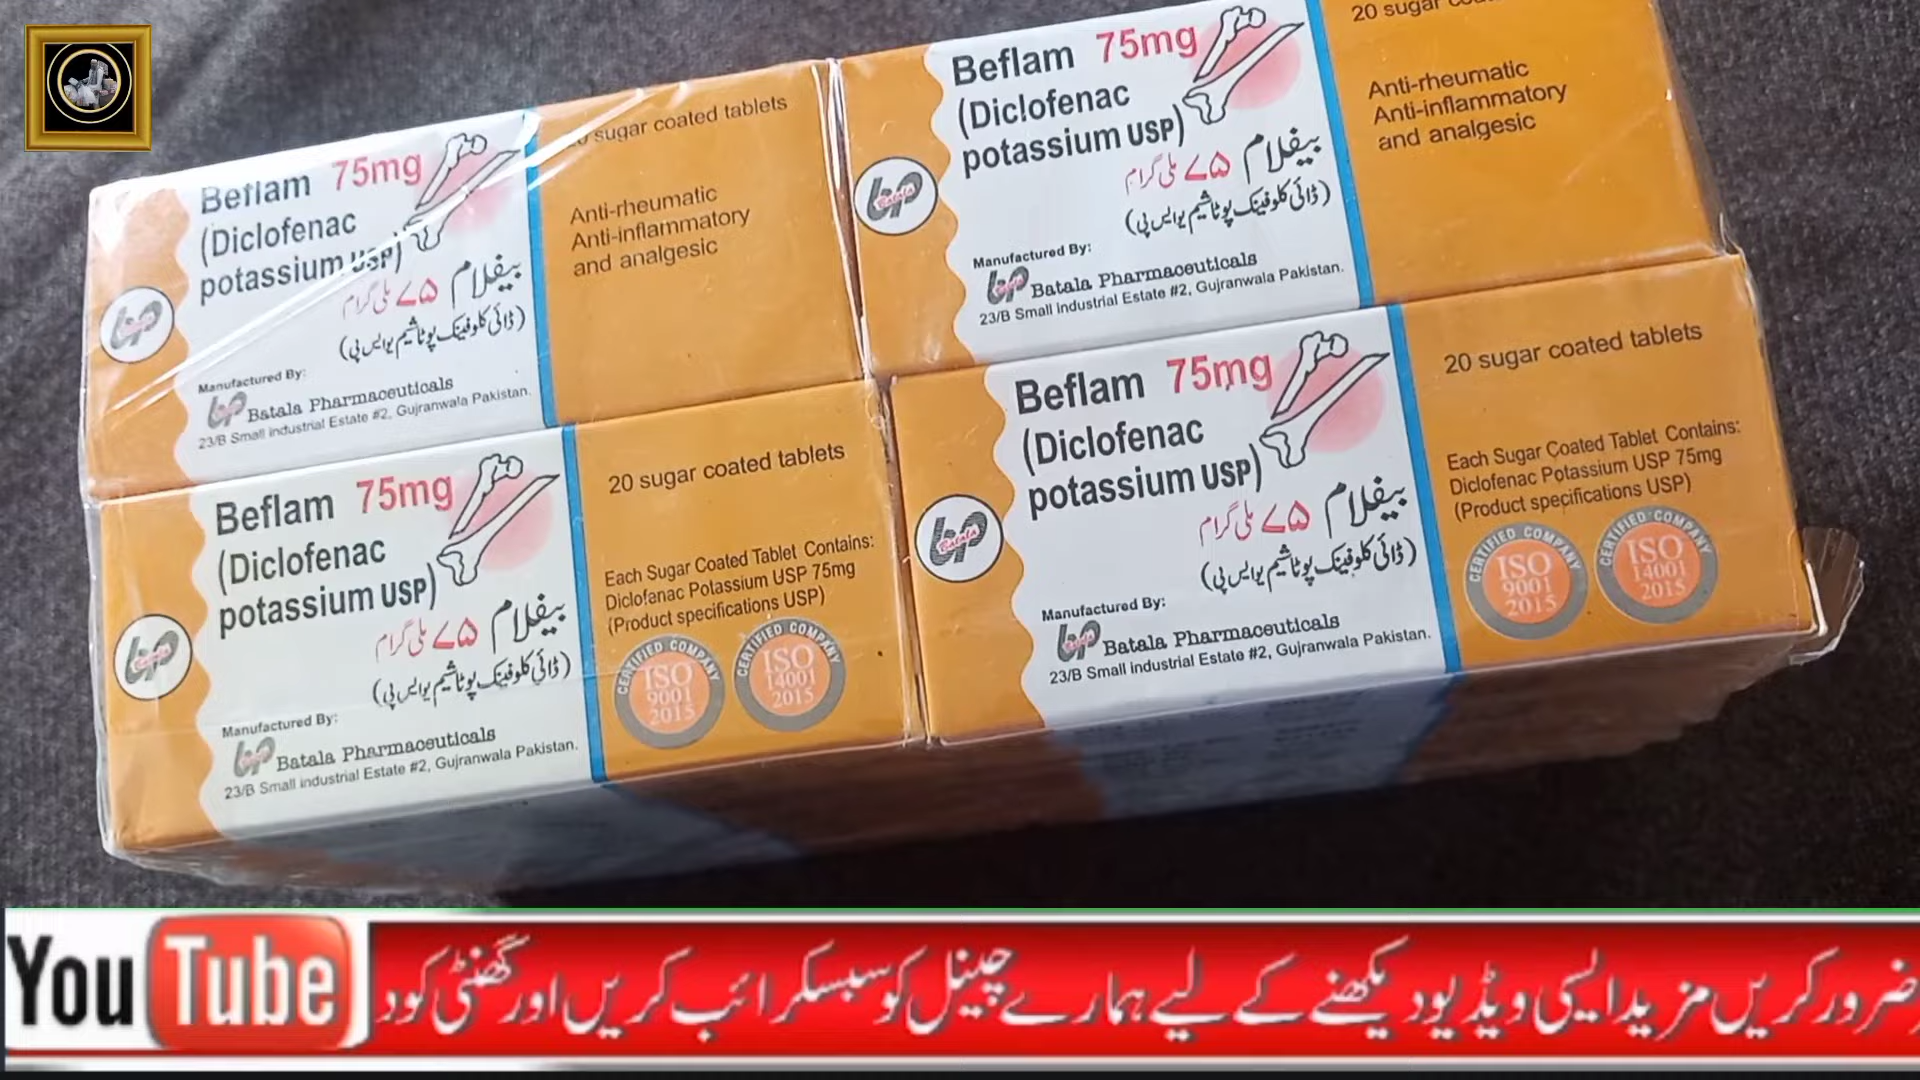 Beflam 75mg
(Diclofenac
potassium USP)
بیفلام ۷۵ ملی گرام
(ڈائی کلوفینک پوٹاشیم یو ایس پی)
Manufactured By:
Batala Pharmaceuticals
23/B Small industrial Estate #2, Gujranwala Pakistan.
sugar coated tablets
Anti-rheumatic
Anti-inflammatory
and analgesic
Beflam 75mg
(Diclofenac
potassium USP)
بیفلام ۷۵ ملی گرام
(ڈائی کلوفینک پوٹاشیم یو ایس پی)
Batala
Manufactured By:
Batala Pharmaceuticals
23/B Small industrial Estate #2, Gujranwala Pakistan.
20 sugar
Anti-rheumatic
Anti-inflammatory
and analgesic
Beflam 75mg
(Diclofenac
potassium USP)
بیفلام ۷۵ ملی گرام
(ڈائی کلوفینک پوٹاشیم یو ایس پی)
Batala
Manufactured By:
Batala Pharmaceuticals
23/B Small industrial Estate #2, Gujranwala Pakistan.
20 sugar coated tablets
Each Sugar Coated Tablet Contains:
Diclofenac Potassium USP 75mg
(Product specifications USP)
CERTIFIED COMPANY
ISO
9001
2015
CERTIFIED COMPANY
ISO
14001
2015
Beflam 75mg
(Diclofenac
potassium USP)
بیفلام ۷۵ ملی گرام
(ڈائی کلوفینک پوٹاشیم یو ایس پی)
Batala
Manufactured By:
Batala Pharmaceuticals
23/B Small industrial Estate #2, Gujranwala Pakistan.
20 sugar coated tablets
Each Sugar Coated Tablet Contains:
Diclofenac Potassium USP 75mg
(Product specifications USP)
CERTIFIED COMPANY
ISO
9001
2015
CERTIFIED COMPANY
ISO
14001
2015
YouTube
ضرور کریں مزید ایسی ویڈیو دیکھنے کے لیے ہمارے چینل کو سبسکرائب کریں اور گھنٹی کو د